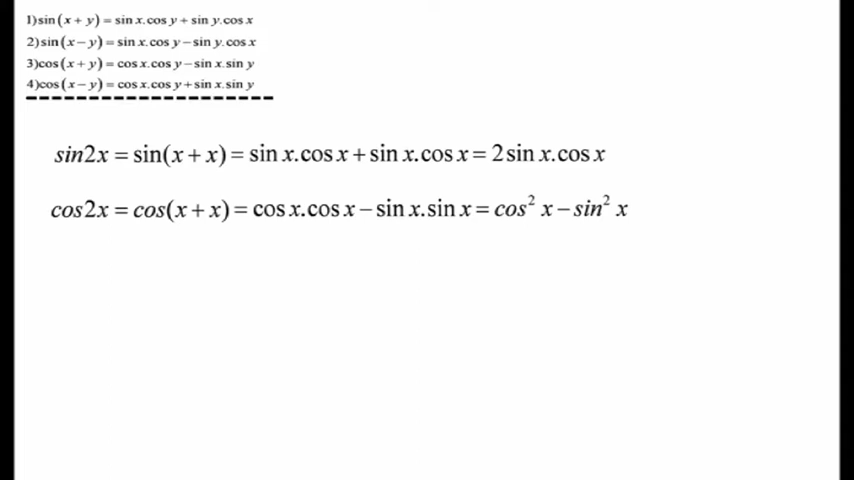 1)sin(x + y) = sin x.cos y + sin y.cos x
2)sin(x − y) = sin x.cos y − sin y.cos x
3)cos(x + y) = cos x.cos y − sin x.sin y
4)cos(x − y) = cos x.cos y + sin x.sin y
sin2x = sin(x + x) = sin x.cos x + sin x.cos x = 2 sin x.cos x
cos2x = cos(x + x) = cos x.cos x − sin x.sin x = cos² x − sin² x